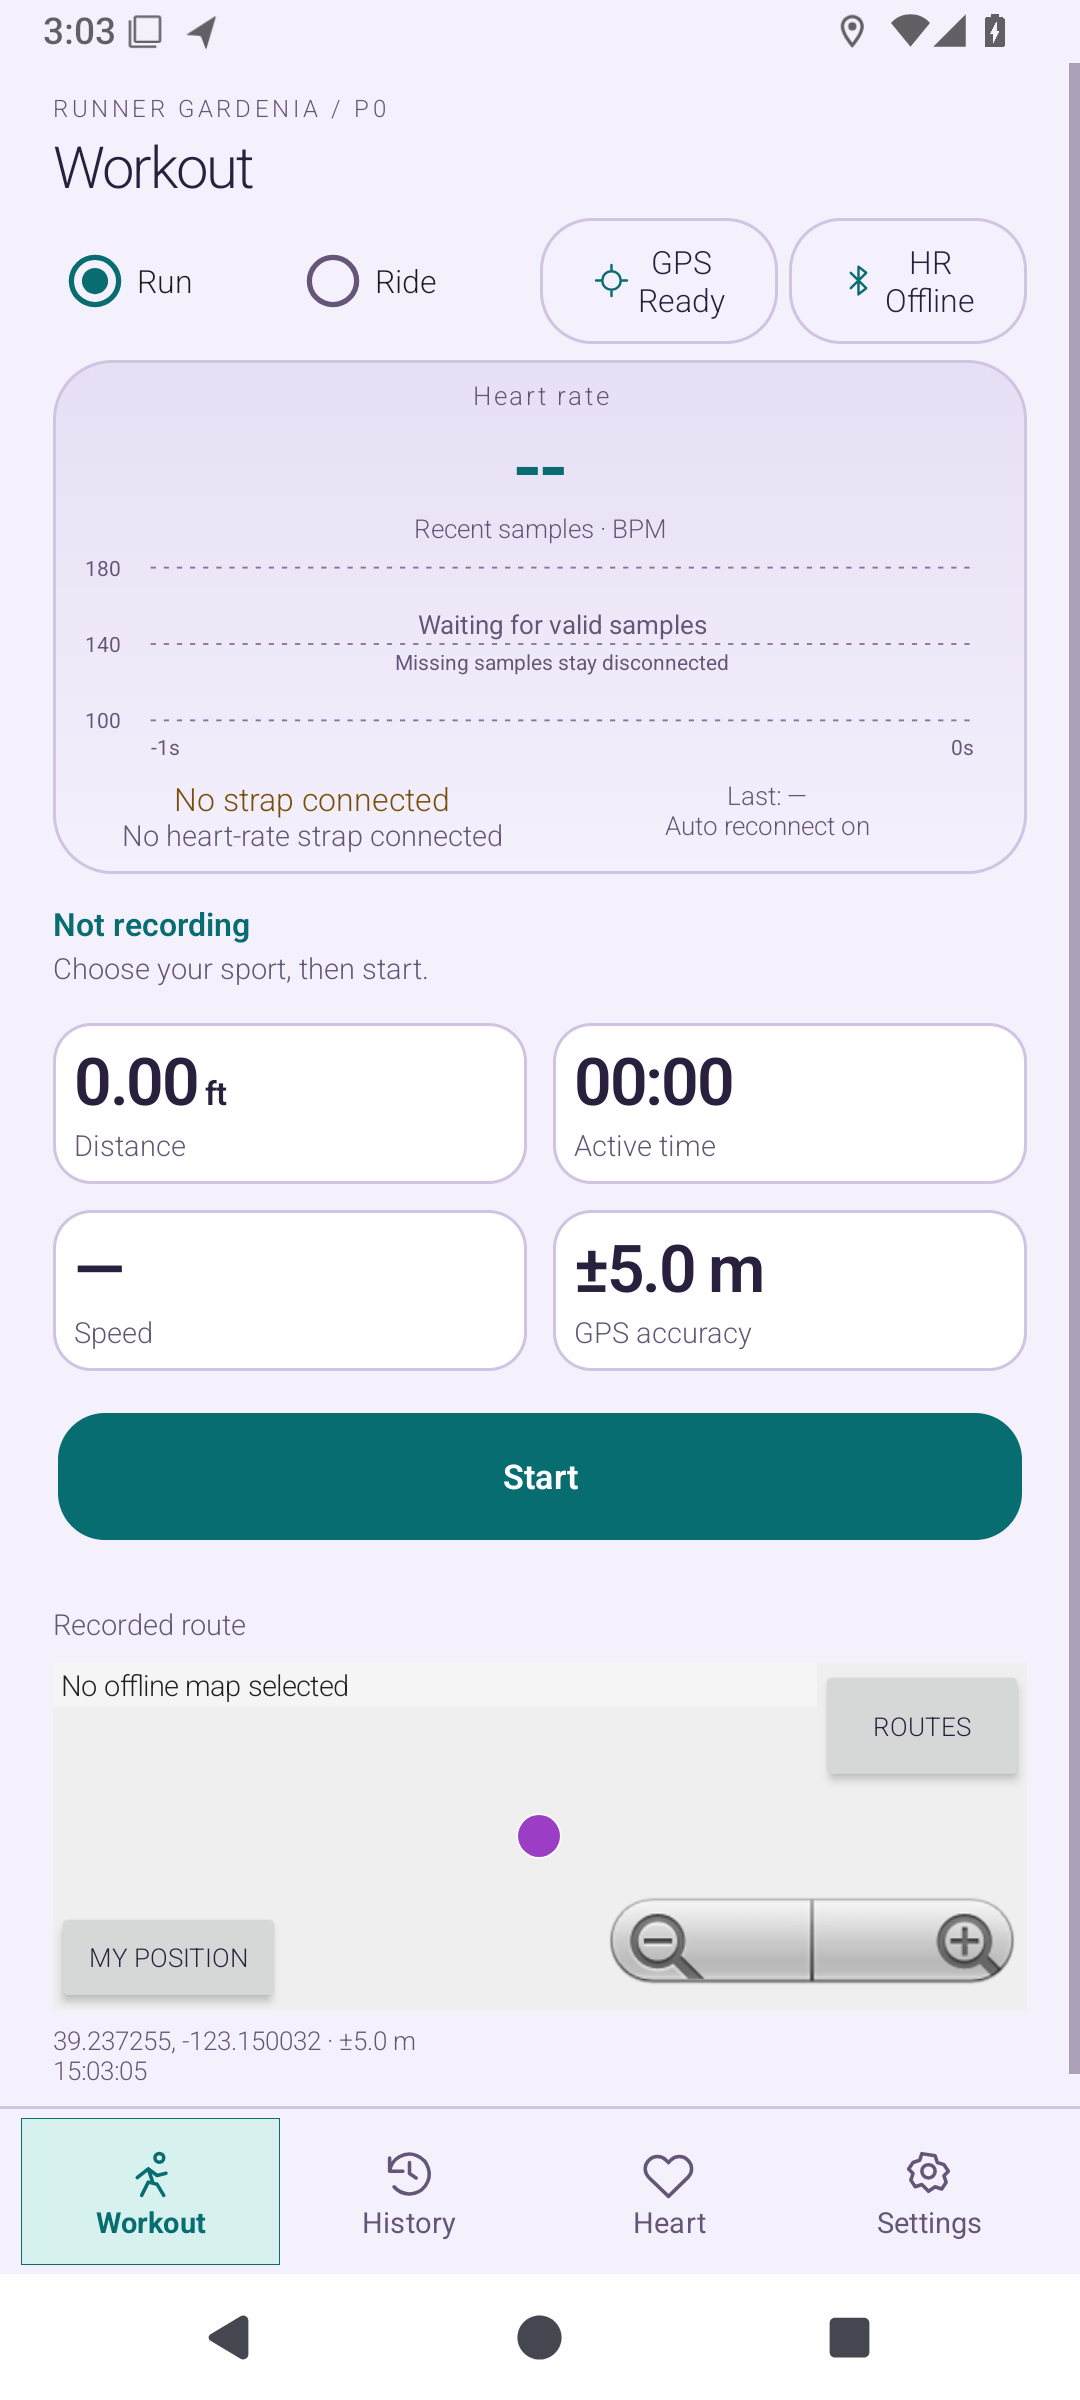 3:03
RUNNER GARDENIA / P0
Workout
Run
Ride
GPS
Ready
HR
Offline
Heart rate
--
Recent samples · BPM
180
Waiting for valid samples
140
Missing samples stay disconnected
100
-1s
0s
No strap connected
No heart-rate strap connected
Last: —
Auto reconnect on
Not recording
Choose your sport, then start.
0.00 ft
Distance
00:00
Active time
—
Speed
±5.0 m
GPS accuracy
Start
Recorded route
No offline map selected
ROUTES
MY POSITION
39.237255, -123.150032 · ±5.0 m
15:03:05
Workout
History
Heart
Settings